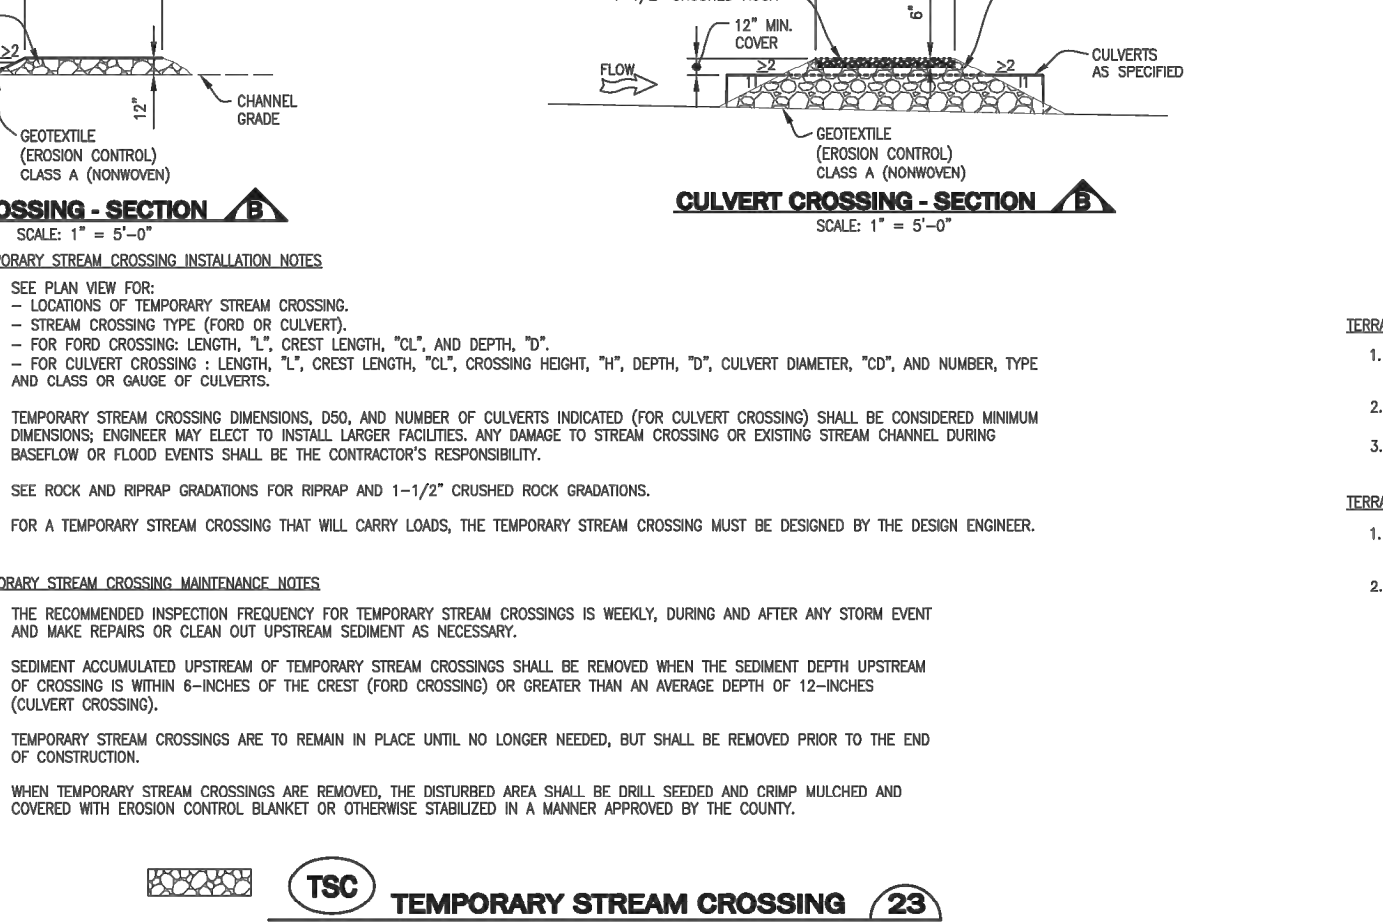 ≥2
12"
CHANNEL
GRADE
GEOTEXTILE
(EROSION CONTROL)
CLASS A (NONWOVEN)
OSSING - SECTION B
SCALE: 1" = 5'-0"
12" MIN.
COVER
6"
FLOW
≥2
1
≥2
1
CULVERTS
AS SPECIFIED
GEOTEXTILE
(EROSION CONTROL)
CLASS A (NONWOVEN)
CULVERT CROSSING - SECTION B
SCALE: 1" = 5'-0"
ORARY STREAM CROSSING INSTALLATION NOTES
SEE PLAN VIEW FOR:
– LOCATIONS OF TEMPORARY STREAM CROSSING.
– STREAM CROSSING TYPE (FORD OR CULVERT).
– FOR FORD CROSSING: LENGTH, "L", CREST LENGTH, "CL", AND DEPTH, "D".
– FOR CULVERT CROSSING : LENGTH, "L", CREST LENGTH, "CL", CROSSING HEIGHT, "H", DEPTH, "D", CULVERT DIAMETER, "CD", AND NUMBER, TYPE
AND CLASS OR GAUGE OF CULVERTS.
TEMPORARY STREAM CROSSING DIMENSIONS, D50, AND NUMBER OF CULVERTS INDICATED (FOR CULVERT CROSSING) SHALL BE CONSIDERED MINIMUM
DIMENSIONS; ENGINEER MAY ELECT TO INSTALL LARGER FACILITIES. ANY DAMAGE TO STREAM CROSSING OR EXISTING STREAM CHANNEL DURING
BASEFLOW OR FLOOD EVENTS SHALL BE THE CONTRACTOR'S RESPONSIBILITY.
SEE ROCK AND RIPRAP GRADATIONS FOR RIPRAP AND 1-1/2" CRUSHED ROCK GRADATIONS.
FOR A TEMPORARY STREAM CROSSING THAT WILL CARRY LOADS, THE TEMPORARY STREAM CROSSING MUST BE DESIGNED BY THE DESIGN ENGINEER.
ORARY STREAM CROSSING MAINTENANCE NOTES
THE RECOMMENDED INSPECTION FREQUENCY FOR TEMPORARY STREAM CROSSINGS IS WEEKLY, DURING AND AFTER ANY STORM EVENT
AND MAKE REPAIRS OR CLEAN OUT UPSTREAM SEDIMENT AS NECESSARY.
SEDIMENT ACCUMULATED UPSTREAM OF TEMPORARY STREAM CROSSINGS SHALL BE REMOVED WHEN THE SEDIMENT DEPTH UPSTREAM
OF CROSSING IS WITHIN 6-INCHES OF THE CREST (FORD CROSSING) OR GREATER THAN AN AVERAGE DEPTH OF 12-INCHES
(CULVERT CROSSING).
TEMPORARY STREAM CROSSINGS ARE TO REMAIN IN PLACE UNTIL NO LONGER NEEDED, BUT SHALL BE REMOVED PRIOR TO THE END
OF CONSTRUCTION.
WHEN TEMPORARY STREAM CROSSINGS ARE REMOVED, THE DISTURBED AREA SHALL BE DRILL SEEDED AND CRIMP MULCHED AND
COVERED WITH EROSION CONTROL BLANKET OR OTHERWISE STABILIZED IN A MANNER APPROVED BY THE COUNTY.
TSC TEMPORARY STREAM CROSSING 23
TERRA
1.
2.
3.
TERRA
1.
2.